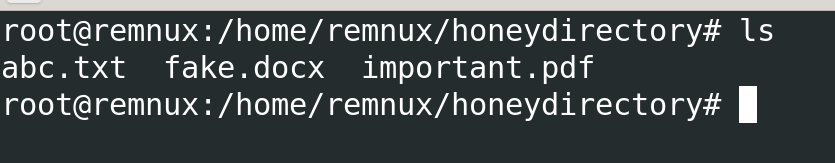 root@remnux:/home/remnux/honeydirectory# ls
abc.txt  fake.docx  important.pdf
root@remnux:/home/remnux/honeydirectory#